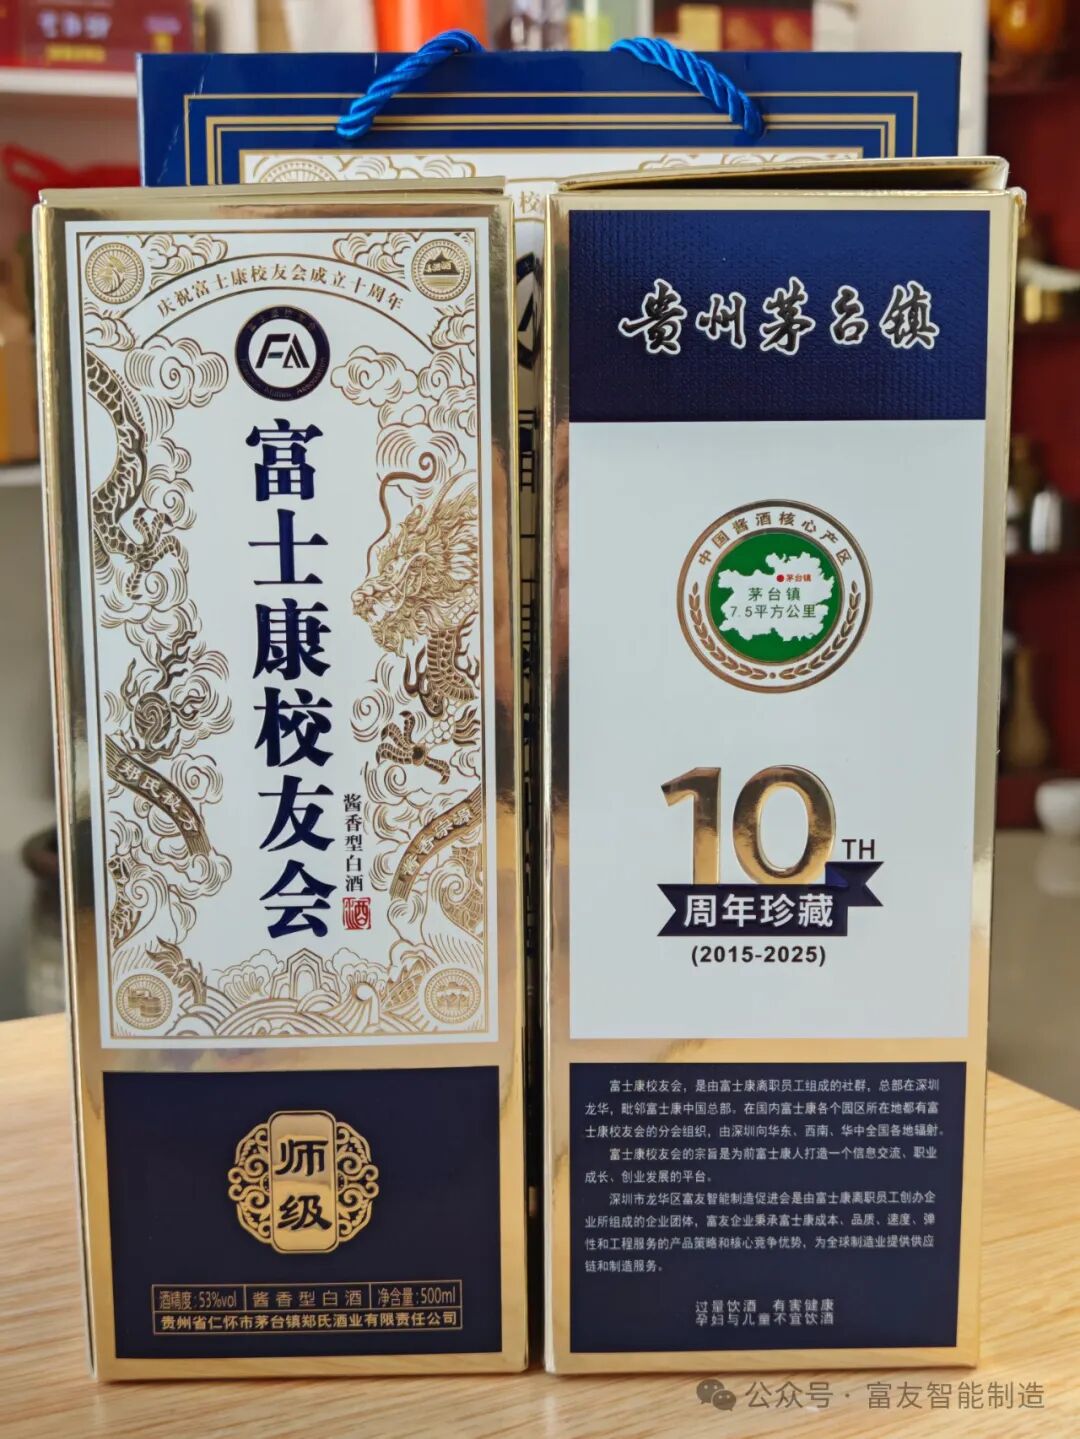 庆祝富士康校友会成立十周年
FA
富士康校友会
酱香型白酒
酒
郑氏秘方
师级
酒精度:53%vol 酱香型白酒 净含量:500ml
贵州省仁怀市茅台镇郑氏酒业有限责任公司
校
贵州茅台镇
中国酱酒核心产区
茅台镇
茅台镇
7.5平方公里
10TH
周年珍藏
(2015-2025)
富士康校友会，是由富士康离职员工组成的社群，总部在深圳
龙华，毗邻富士康中国总部。在国内富士康各个园区所在地都有富
士康校友会的分会组织，由深圳向华东、西南、华中全国各地辐射。
富士康校友会的宗旨是为前富士康人打造一个信息交流、职业
成长、创业发展的平台。
深圳市龙华区富友智能制造促进会是由富士康离职员工创办企
业所组成的企业团体，富友企业秉承富士康成本、品质、速度、弹
性和工程服务的产品策略和核心竞争优势，为全球制造业提供供应
链和制造服务。
过量饮酒 有害健康
孕妇与儿童不宜饮酒
公众号·富友智能制造